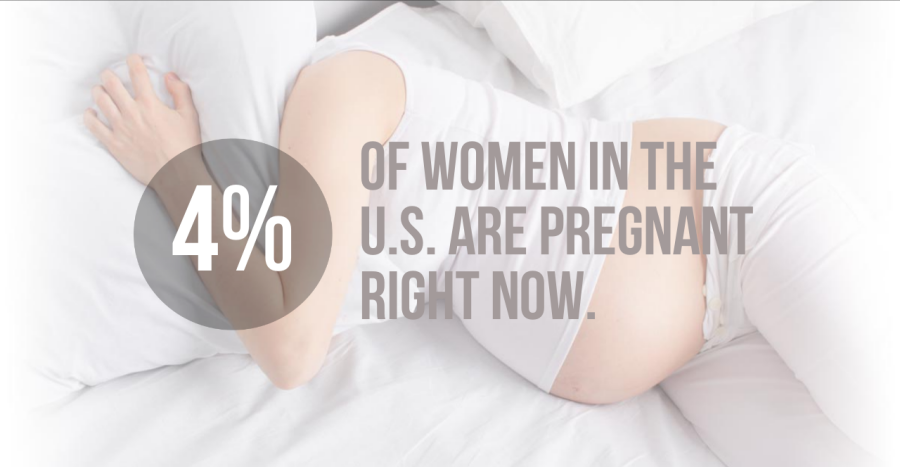 4%
OF WOMEN IN THE
U.S. ARE PREGNANT
RIGHT NOW.